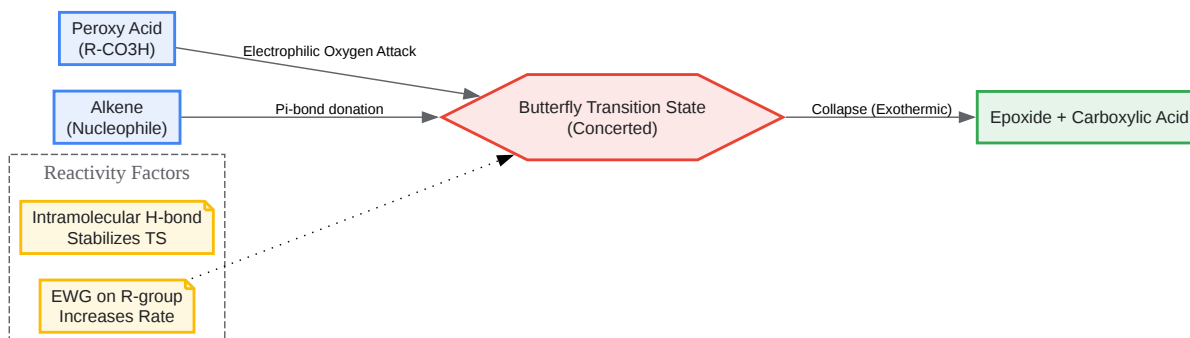 Peroxy Acid
(R-CO3H)
Electrophilic Oxygen Attack
Alkene
(Nucleophile)
Pi-bond donation
Butterfly Transition State
(Concerted)
Collapse (Exothermic)
Epoxide + Carboxylic Acid
Reactivity Factors
Intramolecular H-bond
Stabilizes TS
EWG on R-group
Increases Rate